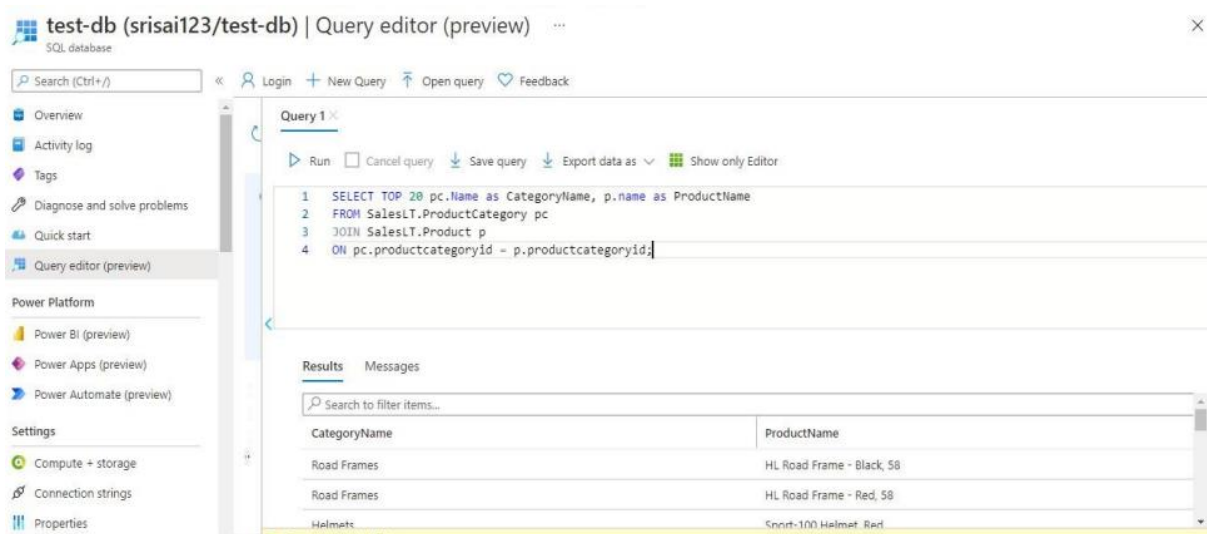 test-db (srisai123/test-db) | Query editor (preview) ...
SQL database
Search (Ctrl+/)
Overview
Activity log
Tags
Diagnose and solve problems
Quick start
Query editor (preview)
Power Platform
Power BI (preview)
Power Apps (preview)
Power Automate (preview)
Settings
Compute + storage
Connection strings
Properties
Login New Query Open query Feedback
Query 1
Run Cancel query Save query Export data as Show only Editor
1 SELECT TOP 20 pc.Name as CategoryName, p.name as ProductName
2 FROM SalesLT.ProductCategory pc
3 JOIN SalesLT.Product p
4 ON pc.productcategoryid = p.productcategoryid;
Results Messages
Search to filter items...
CategoryName ProductName
Road Frames HL Road Frame - Black, 58
Road Frames HL Road Frame - Red, 58
Helmets Sport-100 Helmet, Red